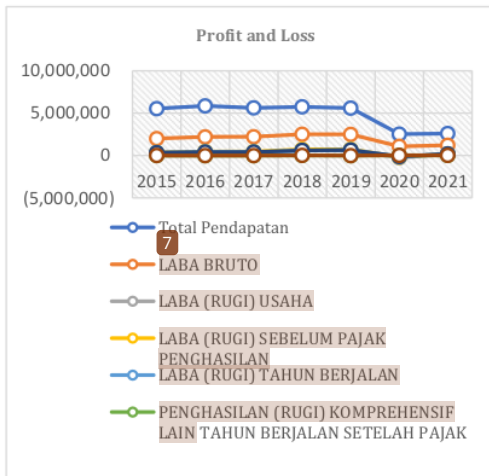 Profit and Loss
10,000,000
5,000,000
0
(5,000,000)
2015 2016 2017 2018 2019 2020 2021
Total Pendapatan
7
LABA BRUTO
LABA (RUGI) USAHA
LABA (RUGI) SEBELUM PAJAK
PENGHASILAN
LABA (RUGI) TAHUN BERJALAN
PENGHASILAN (RUGI) KOMPREHENSIF
LAIN TAHUN BERJALAN SETELAH PAJAK